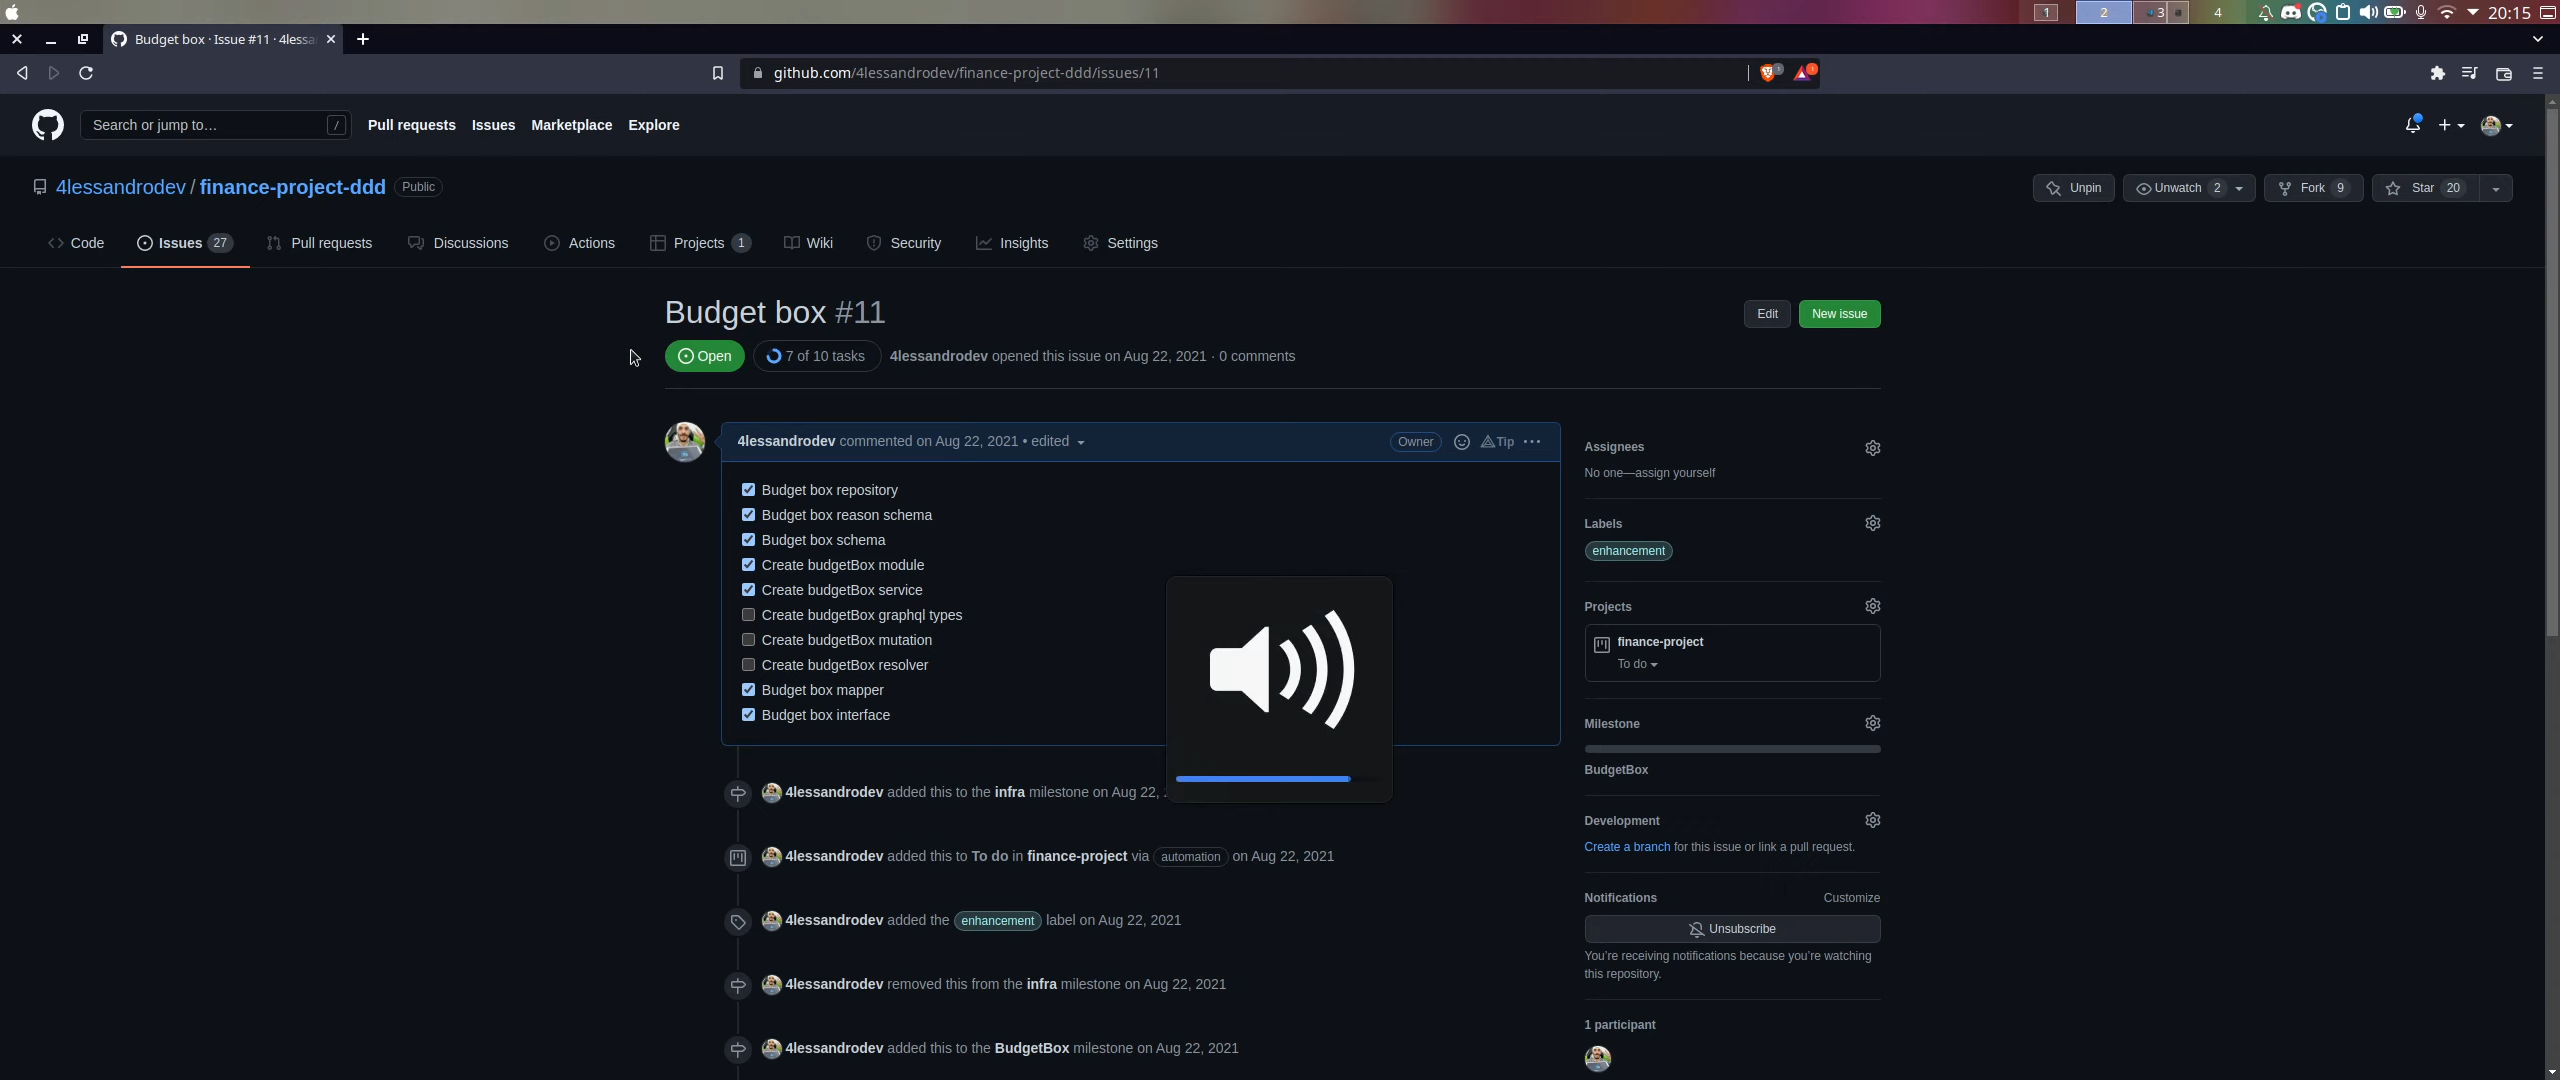 1
2
3
4
20:15
Budget box · Issue #11 · 4lessa
github.com/4lessandrodev/finance-project-ddd/issues/11
Search or jump to…
/
Pull requests
Issues
Marketplace
Explore
4lessandrodev / finance-project-ddd
Public
Unpin
Unwatch 2
Fork 9
Star 20
Code
Issues 27
Pull requests
Discussions
Actions
Projects 1
Wiki
Security
Insights
Settings
Budget box #11
Edit
New issue
Open
7 of 10 tasks
4lessandrodev opened this issue on Aug 22, 2021 · 0 comments
4lessandrodev commented on Aug 22, 2021 • edited
Owner
Tip
Budget box repository
Budget box reason schema
Budget box schema
Create budgetBox module
Create budgetBox service
Create budgetBox graphql types
Create budgetBox mutation
Create budgetBox resolver
Budget box mapper
Budget box interface
4lessandrodev added this to the infra milestone on Aug 22,
4lessandrodev added this to To do in finance-project via automation on Aug 22, 2021
4lessandrodev added the enhancement label on Aug 22, 2021
4lessandrodev removed this from the infra milestone on Aug 22, 2021
4lessandrodev added this to the BudgetBox milestone on Aug 22, 2021
Assignees
No one—assign yourself
Labels
enhancement
Projects
finance-project
To do
Milestone
BudgetBox
Development
Create a branch for this issue or link a pull request.
Notifications
Customize
Unsubscribe
You're receiving notifications because you're watching
this repository.
1 participant